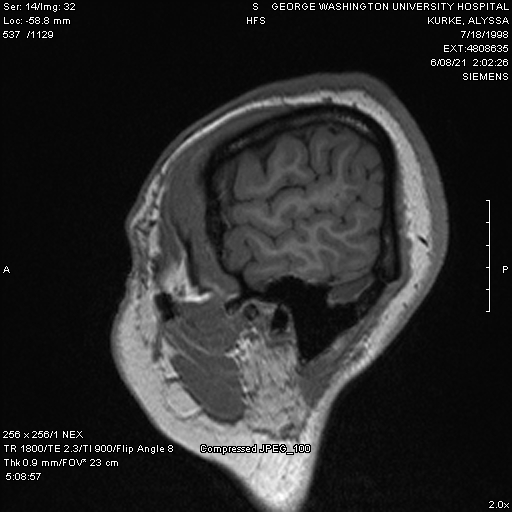 Ser: 14/Img: 32
Loc: -58.8 mm
537 /1129
S GEORGE WASHINGTON UNIVERSITY HOSPITAL
HFS KURKE, ALYSSA
7/18/1998
EXT:4808635
6/08/21 2:02:26
SIEMENS
A
P
256 x 256/1 NEX
TR 1800/TE 2.3/TI 900/Flip Angle 8
Thk 0.9 mm/FOV* 23 cm
5:08:57
Compressed JPEG_100
2.0x